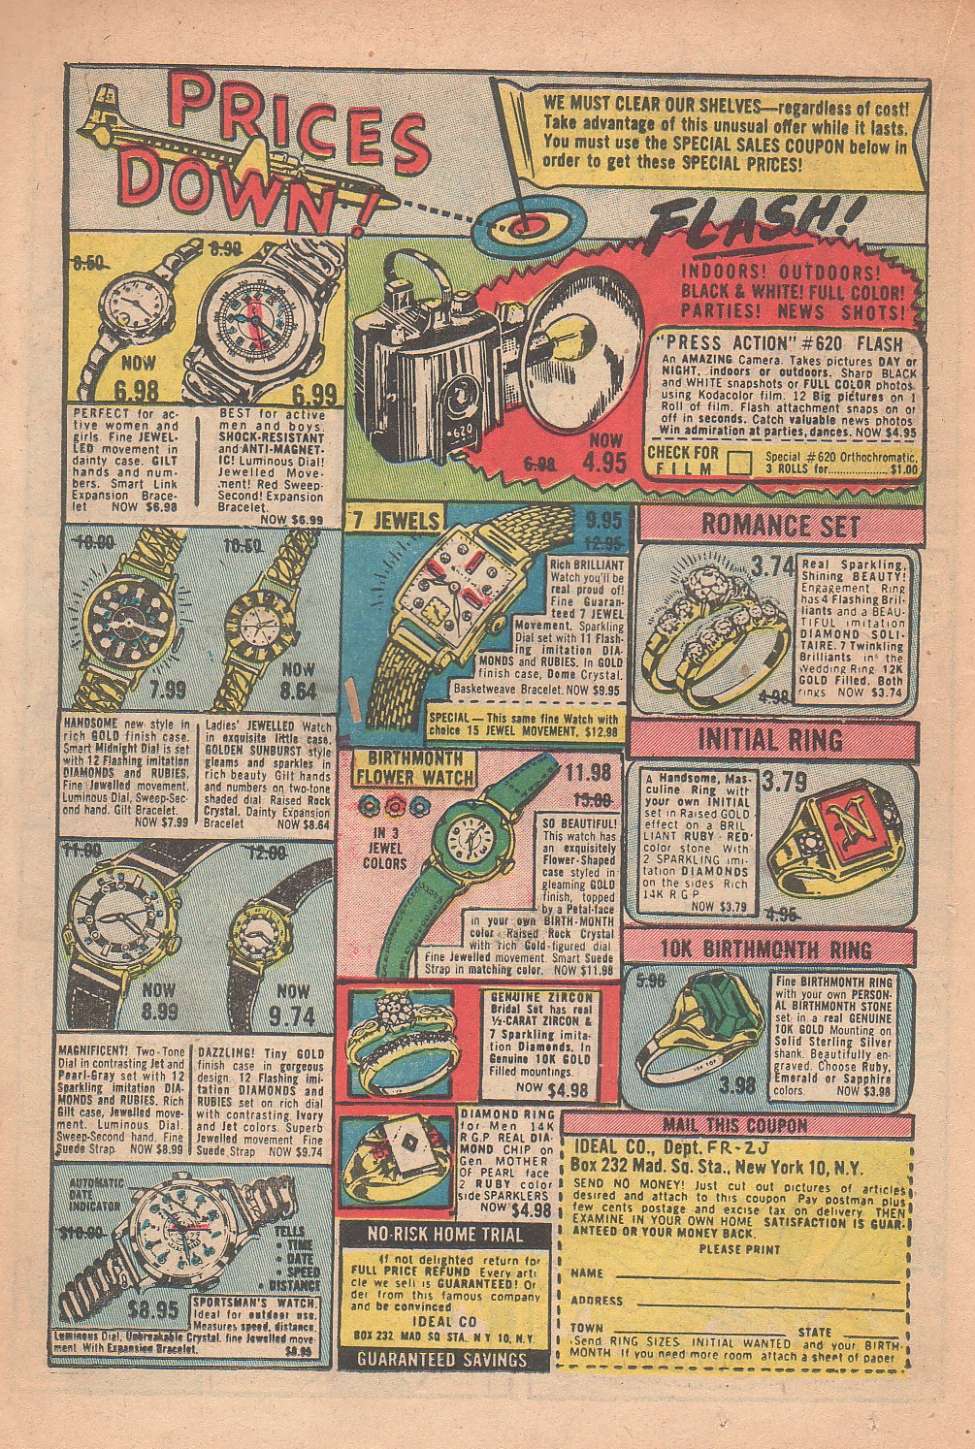 PRICES
DOWN!
WE MUST CLEAR OUR SHELVES—regardless of cost!
Take advantage of this unusual offer while it lasts.
You must use the SPECIAL SALES COUPON below in
order to get these SPECIAL PRICES!
8.50
NOW
6.98
8.90
6.99
PERFECT for ac-
tive women and
girls. Fine JEWEL-
LED movement in
dainty case. GILT
hands and num-
bers. Smart Link
Expansion Brace-
let NOW $6.98
BEST for active
men and boys.
SHOCK-RESISTANT
and ANTI-MAGNET-
IC! Luminous Dial!
Jewelled Move-
ment! Red Sweep-
Second! Expansion
Bracelet.
NOW $6.99
FLASH!
INDOORS! OUTDOORS!
BLACK & WHITE! FULL COLOR!
PARTIES! NEWS SHOTS!
620
6.98
NOW
4.95
"PRESS ACTION" #620 FLASH
An AMAZING Camera. Takes pictures DAY or
NIGHT, indoors or outdoors. Sharp BLACK
and WHITE snapshots or FULL COLOR photos
using Kodacolor film. 12 Big pictures on 1
Roll of film. Flash attachment snaps on or
off in seconds. Catch valuable news photos
Win admiration at parties, dances. NOW $4.95
CHECK FOR
FILM
Special #620 Orthochromatic,
3 ROLLS for....................$1.00
10.00
7.99
10.50
NOW
8.64
HANDSOME new style in
rich GOLD finish case.
Smart Midnight Dial is set
with 12 Flashing imitation
DIAMONDS and RUBIES.
Fine Jewelled movement.
Luminous Dial, Sweep-Sec-
ond hand. Gilt Bracelet.
NOW $7.99
Ladies' JEWELLED Watch
in exquisite little case.
GOLDEN SUNBURST style
gleams and sparkles in
rich beauty Gilt hands
and numbers on two-tone
shaded dial Raised Rock
Crystal. Dainty Expansion
Bracelet NOW $8.64
7 JEWELS
9.95
12.95
Rich BRILLIANT
Watch you'll be
real proud of!
Fine Guaran-
teed 7 JEWEL
Movement. Sparkling
Dial set with 11 Flash-
ing imitation DIA-
MONDS and RUBIES. In GOLD
finish case, Dome Crystal.
Basketweave Bracelet. NOW $9.95
SPECIAL — This same fine Watch with
choice 15 JEWEL MOVEMENT, $12.98
ROMANCE SET
3.74
4.98
Real Sparkling,
Shining BEAUTY!
Engagement Ring
has 4 Flashing Bril-
liants and a BEAU-
TIFUL imitation
DIAMOND SOLI-
TAIRE. 7 Twinkling
Brilliants in the
Wedding Ring. 12K
GOLD Filled. Both
rinks NOW $3.74
INITIAL RING
A Handsome, Mas-
culine Ring with
your own INITIAL
set in Raised GOLD
effect on a BRIL
LIANT RUBY-RED
color stone With
2 SPARKLING imi-
tation DIAMONDS
on the sides Rich
14K R G P
NOW $3.79
3.79
N
4.95
BIRTHMONTH
FLOWER WATCH
IN 3
JEWEL
COLORS
11.98
15.00
SO BEAUTIFUL!
This watch has
an exquisitely
Flower-Shaped
case styled in
gleaming GOLD
finish, topped
by a Petal-face
in your own BIRTH-MONTH
color Raised Rock Crystal
with rich Gold-figured dial
Fine Jewelled movement. Smart Suede
Strap in matching color. NOW $11.98
11.00
NOW
8.99
12.00
NOW
9.74
MAGNIFICENT! Two-Tone
Dial in contrasting Jet and
Pearl-Gray set with 12
Sparkling imitation DIA-
MONDS and RUBIES. Rich
Gilt case, Jewelled move-
ment. Luminous Dial.
Sweep-Second hand. Fine
Suede Strap NOW $8.99
DAZZLING! Tiny GOLD
finish case in gorgeous
design. 12 Flashing imi-
tation DIAMONDS and
RUBIES set on rich dial
with contrasting Ivory
and Jet colors. Superb
Jewelled movement Fine
Suede Strap. NOW $9.74
10K BIRTHMONTH RING
5.98
3.98
Fine BIRTHMONTH RING
with your own PERSON-
AL BIRTHMONTH STONE
set in a real GENUINE
10K GOLD Mounting on
Solid Sterling Silver
shank. Beautifully en-
graved. Choose Ruby,
Emerald or Sapphire
colors. NOW $3.98
GENUINE ZIRCON
Bridal Set has real
½-CARAT ZIRCON &
7 Sparkling imita-
tion Diamonds. In
Genuine 10K GOLD
Filled mountings.
NOW $4.98
DIAMOND RING
for Men 14K
R G P. REAL DIA-
MOND CHIP on
Gen MOTHER
OF PEARL face
2 RUBY color
side SPARKLERS
NOW $4.98
AUTOMATIC
DATE
INDICATOR
$10.00
$8.95
TELLS
• TIME
• DATE
• SPEED
• DISTANCE
SPORTSMAN'S WATCH.
Ideal for outdoor use.
Measures speed, distance.
Luminous Dial, Unbreakable Crystal, fine Jewelled move-
ment With Expansion Bracelet. $8.95
NO-RISK HOME TRIAL
If not delighted return for
FULL PRICE REFUND Every arti
cle we sell is GUARANTEED! Or
der from this famous company
and be convinced
IDEAL CO
BOX 232 MAD SQ STA. N Y 10, N.Y.
GUARANTEED SAVINGS
MAIL THIS COUPON
IDEAL CO., Dept. FR-2J
Box 232 Mad. Sq. Sta., New York 10, N.Y.
SEND NO MONEY! Just cut out pictures of articles
desired and attach to this coupon Pay postman plus
few cents postage and excise tax on delivery THEN
EXAMINE IN YOUR OWN HOME SATISFACTION IS GUAR-
ANTEED OR YOUR MONEY BACK.
PLEASE PRINT
NAME
ADDRESS
TOWN STATE
Send RING SIZES, INITIAL WANTED and your BIRTH-
MONTH If you need more room attach a sheet of paper